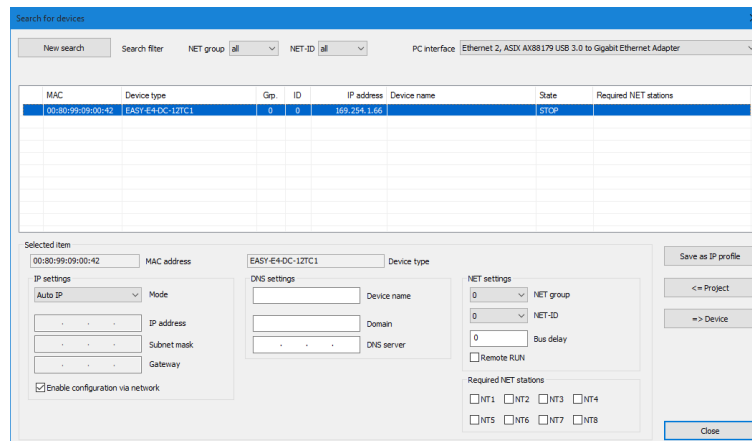 Search for devices
New search Search filter NET group all NET-ID all PC interface Ethernet 2, ASIX AX88179 USB 3.0 to Gigabit Ethernet Adapter
MAC Device type Grp. ID IP address Device name State Required NET stations
00:80:99:09:00:42 EASY-E4-DC-12TC1 0 0 169.254.1.66 STOP
Selected item
00:80:99:09:00:42 MAC address EASY-E4-DC-12TC1 Device type Save as IP profile
IP settings DNS settings NET settings
Auto IP Mode Device name 0 NET group <= Project
IP address Domain 0 NET-ID => Device
Subnet mask DNS server 0 Bus delay
Gateway Remote RUN
Enable configuration via network Required NET stations
NT1 NT2 NT3 NT4
NT5 NT6 NT7 NT8
Close